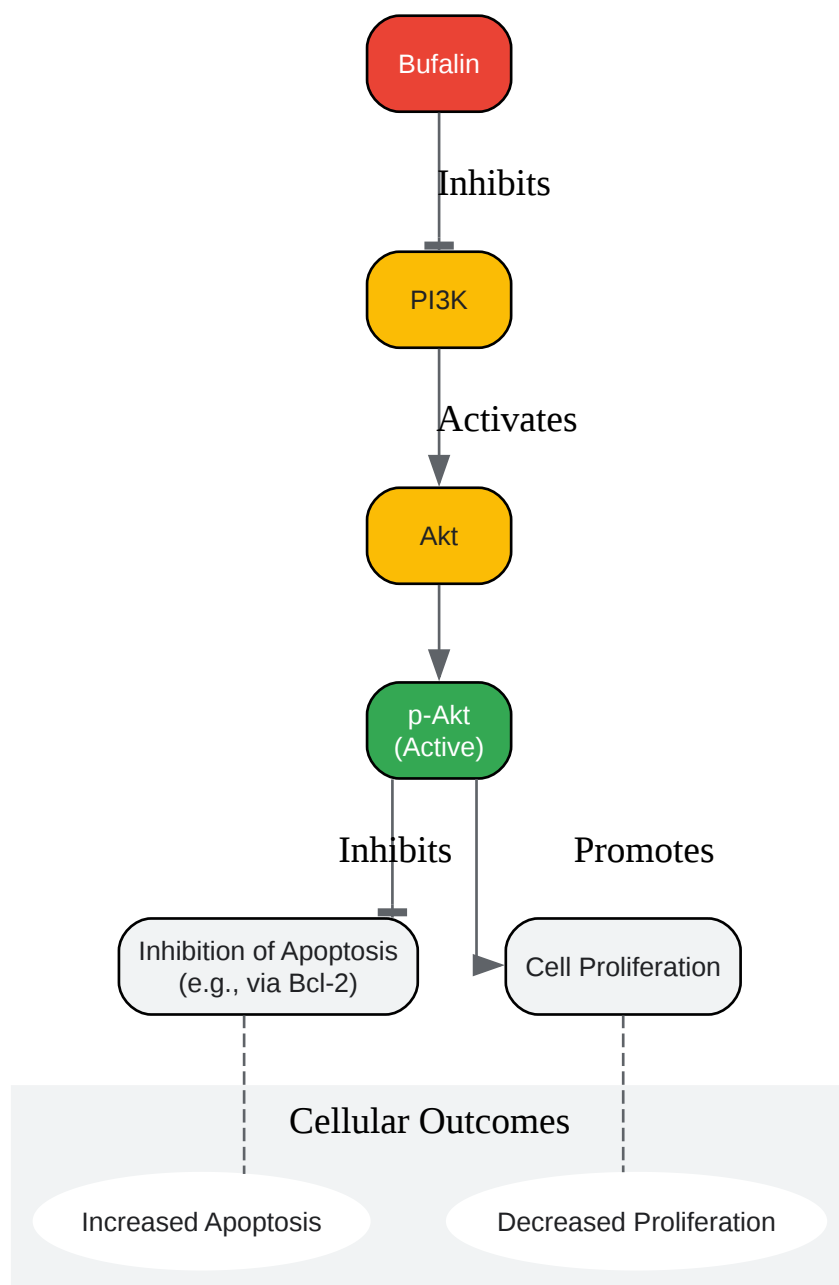 Bufalin
Inhibits
PI3K
Activates
Akt
p-Akt
(Active)
Inhibits
Promotes
Inhibition of Apoptosis
(e.g., via Bcl-2)
Cell Proliferation
Cellular Outcomes
Increased Apoptosis
Decreased Proliferation